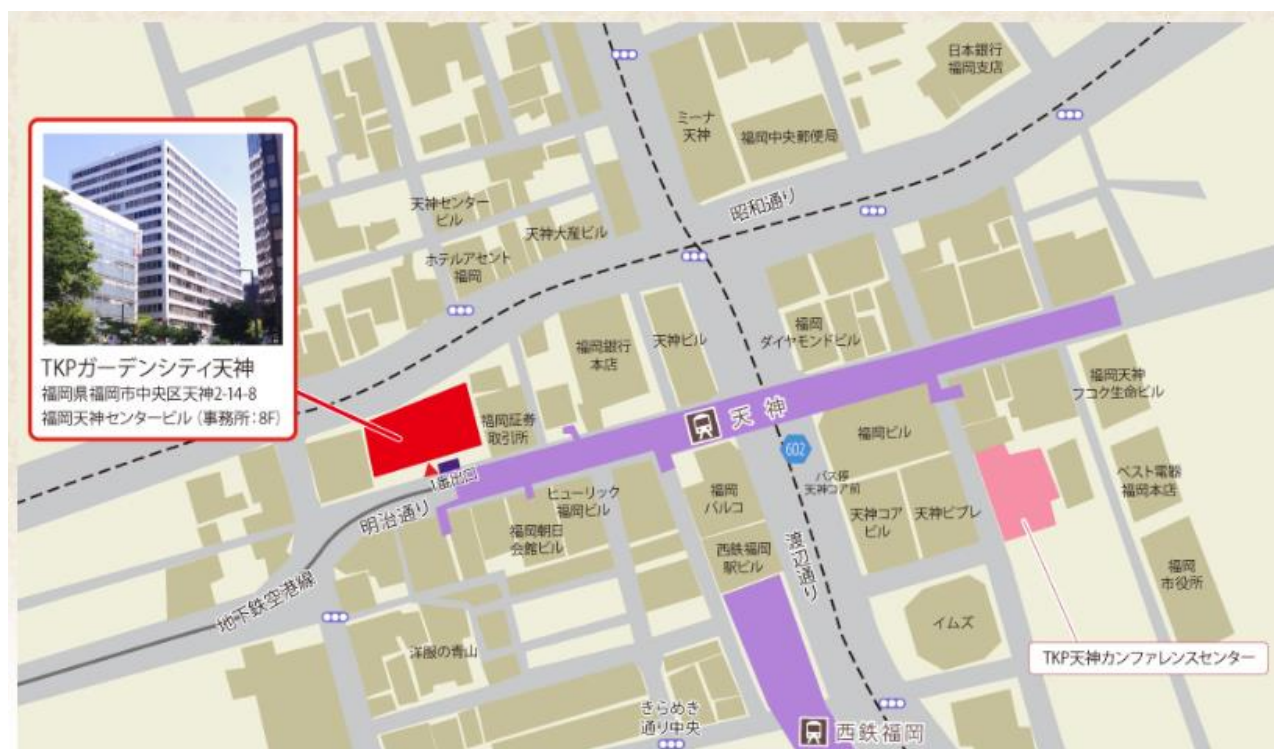 日本銀行
福岡支店
ミーナ
天神
福岡中央郵便局
昭和通り
天神センター
ビル
天神大産ビル
ホテルアセント
福岡
TKPガーデンシティ天神
福岡県福岡市中央区天神2-14-8
福岡天神センタービル（事務所：8F）
福岡銀行
本店
天神ビル
福岡
ダイヤモンドビル
福岡証券
取引所
天神
602
福岡ビル
福岡天神
フコク生命ビル
バス停
天神コア前
1番出口
明治通り
ヒューリック
福岡ビル
福岡朝日
会館ビル
福岡
パルコ
天神コア
ビル
天神ビブレ
ベスト電器
福岡本店
西鉄福岡
駅ビル
渡辺通り
福岡
市役所
地下鉄空港線
イムズ
洋服の青山
TKP天神カンファレンスセンター
きらめき
通り中央
西鉄福岡